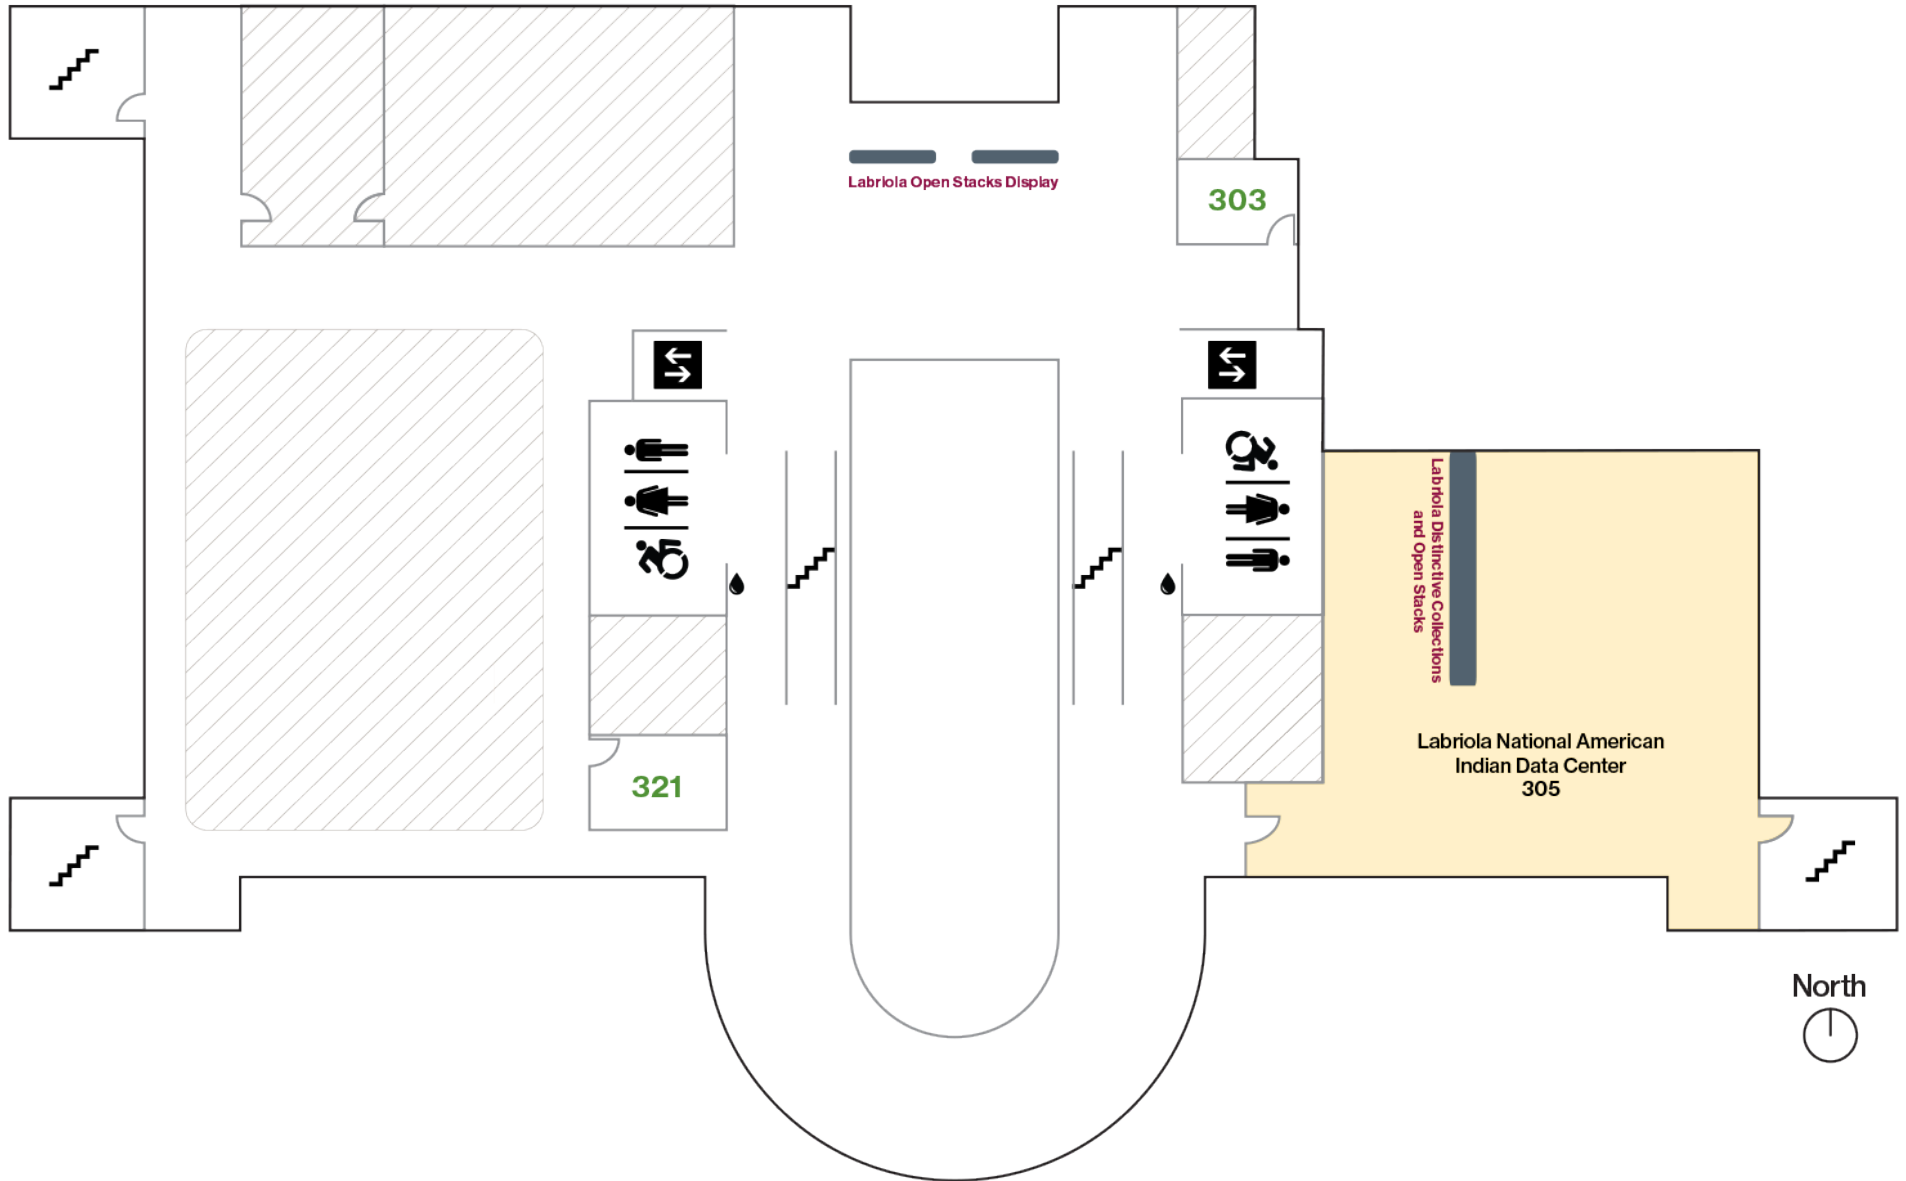 Labriola Open Stacks Display
303
Labriola Distinctive Collections
and Open Stacks
Labriola National American
Indian Data Center
305
321
North